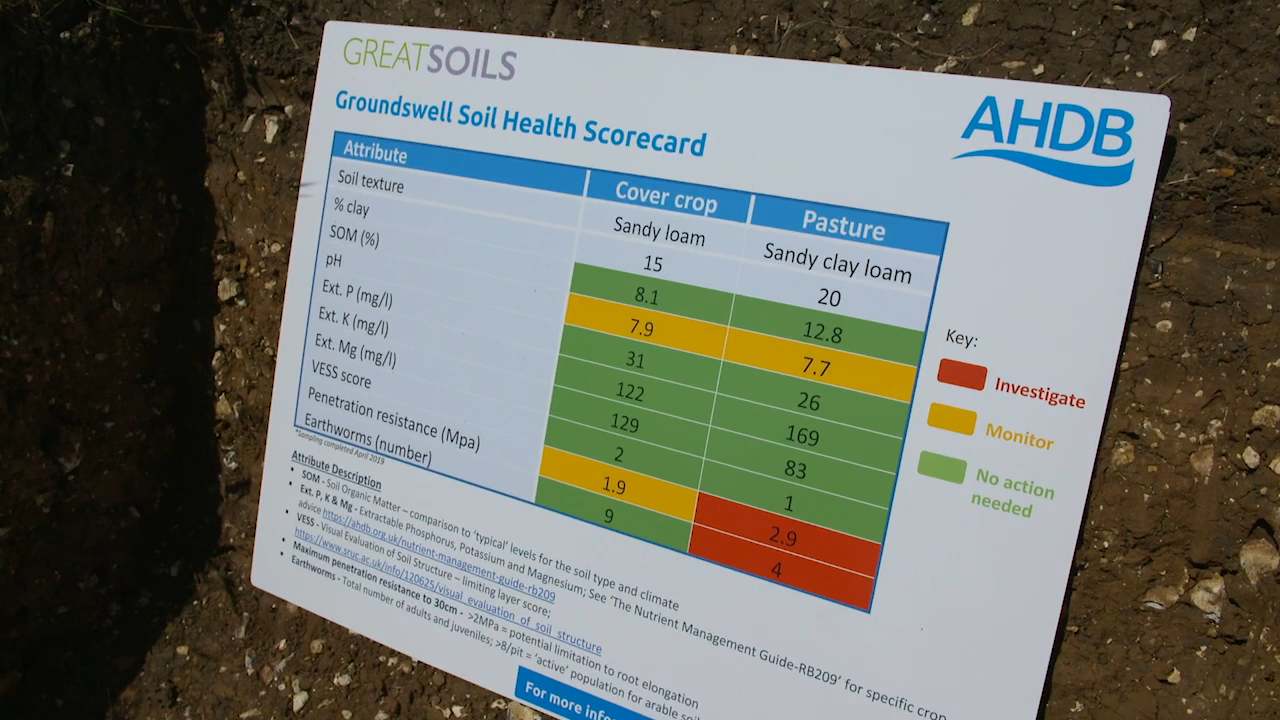 GREATSOILS
AHDB
Groundswell Soil Health Scorecard
Attribute Cover crop Pasture
Soil texture Sandy loam Sandy clay loam
% clay 15 20
SOM (%) 8.1 12.8
pH 7.9 7.7
Ext. P (mg/l) 31 26
Ext. K (mg/l) 122 169
Ext. Mg (mg/l) 129 83
VESS score 2 1
Penetration resistance (Mpa) 1.9 2.9
Earthworms (number) 9 4
*Sampling completed April 2019
Key:
Investigate
Monitor
No action
needed
Attribute Description
• SOM - Soil Organic Matter – comparison to 'typical' levels for the soil type and climate
• Ext. P, K & Mg - Extractable Phosphorus, Potassium and Magnesium; See 'The Nutrient Management Guide-RB209' for specific crop
advice https://ahdb.org.uk/nutrient-management-guide-rb209
• VESS - Visual Evaluation of Soil Structure – limiting layer score;
https://www.sruc.ac.uk/info/120625/visual_evaluation_of_soil_structure
• Maximum penetration resistance to 30cm - >2MPa = potential limitation to root elongation
• Earthworms - Total number of adults and juveniles; >8/pit = 'active' population for arable soil
For more info